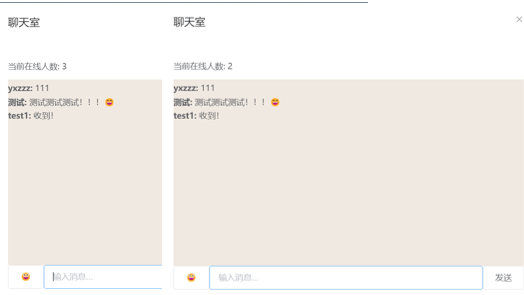 聊天室
当前在线人数: 3
yxzzz: 111
测试: 测试测试测试！！！😄
test1: 收到!
输入消息...
聊天室
×
当前在线人数: 2
yxzzz: 111
测试: 测试测试测试！！！😄
test1: 收到!
输入消息...
发送